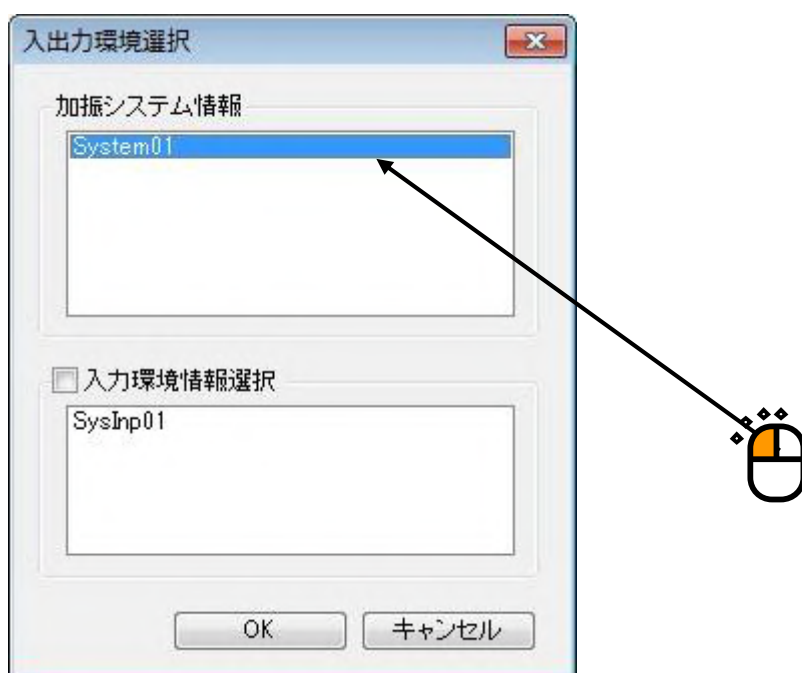 入出力環境選択
加振システム情報
System01
入力環境情報選択
SysInp01
OK
キャンセル